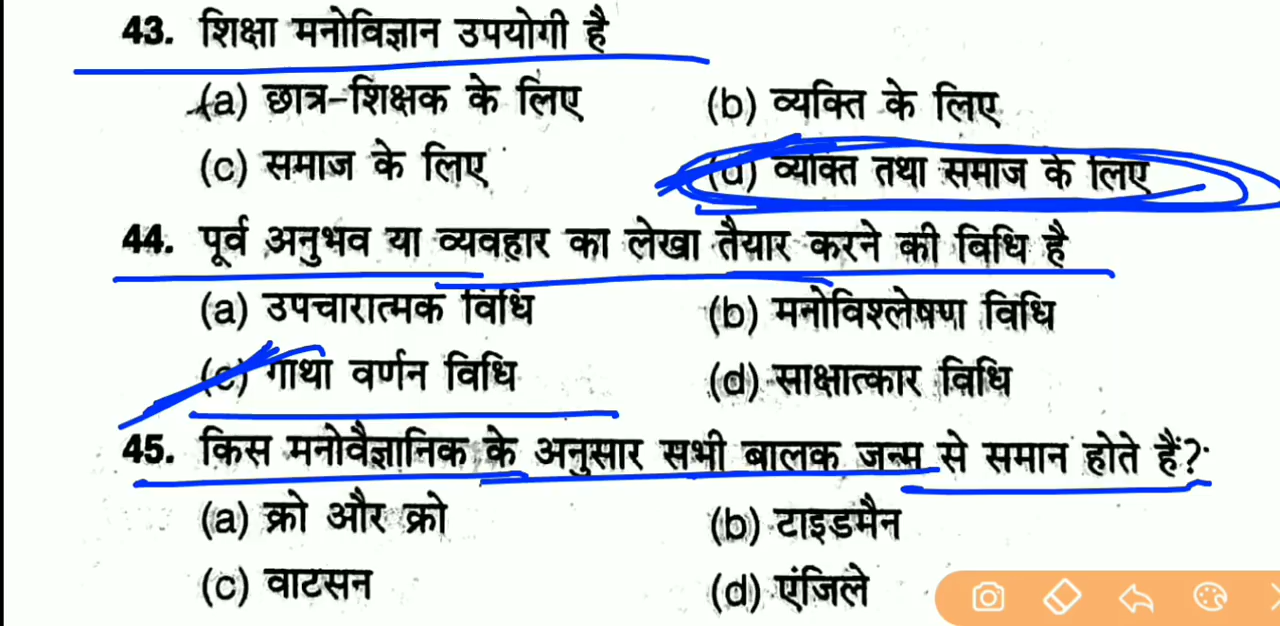 43. शिक्षा मनोविज्ञान उपयोगी है
(a) छात्र-शिक्षक के लिए (b) व्यक्ति के लिए
(c) समाज के लिए (d) व्यक्ति तथा समाज के लिए
44. पूर्व अनुभव या व्यवहार का लेखा तैयार करने की विधि है
(a) उपचारात्मक विधि (b) मनोविश्लेषण विधि
(c) गाथा वर्णन विधि (d) साक्षात्कार विधि
45. किस मनोवैज्ञानिक के अनुसार सभी बालक जन्म से समान होते हैं?
(a) क्रो और क्रो (b) टाइडमैन
(c) वाटसन (d) एंजिले